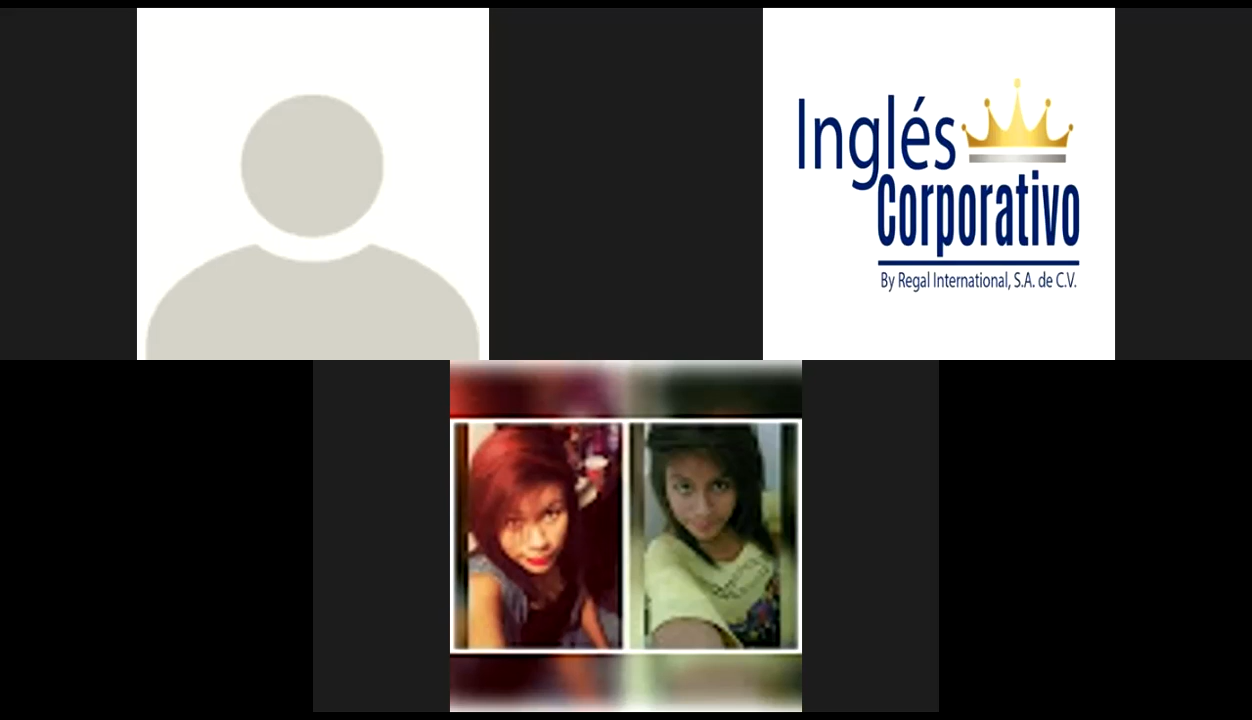 Inglés
Corporativo
By Regal International, S.A. de C.V.